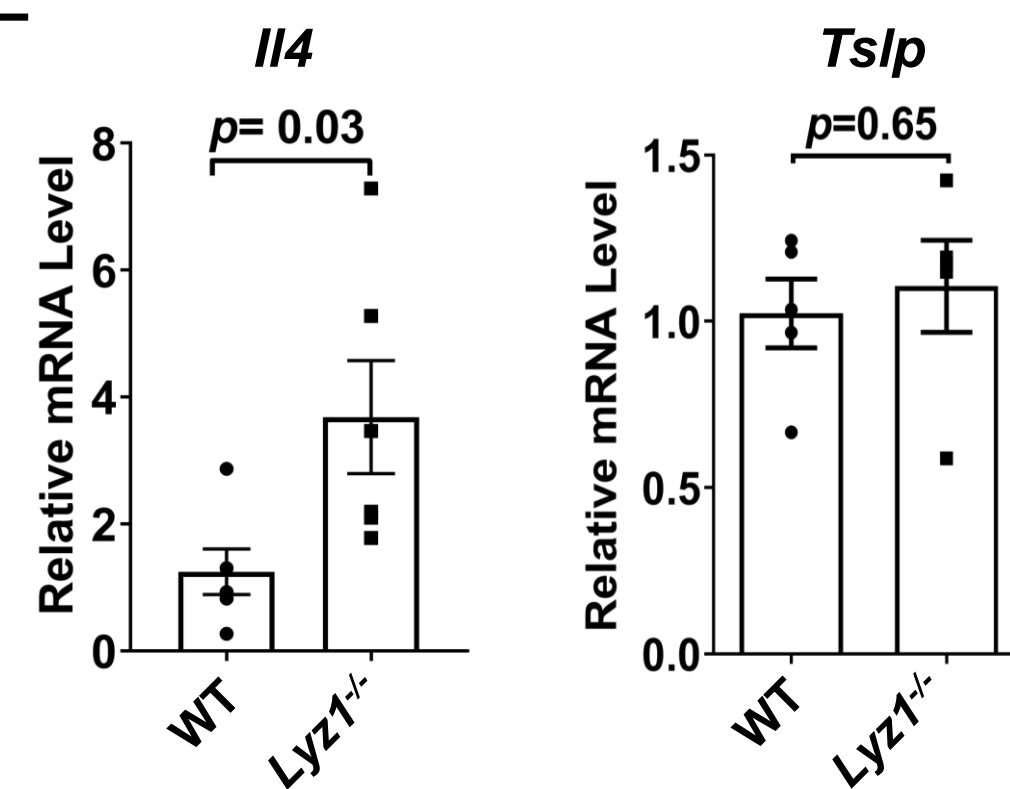 Il4
p= 0.03
Relative mRNA Level
8
6
4
2
0
WT
Lyz1-/-
Tslp
p=0.65
Relative mRNA Level
1.5
1.0
0.5
0.0
WT
Lyz1-/-